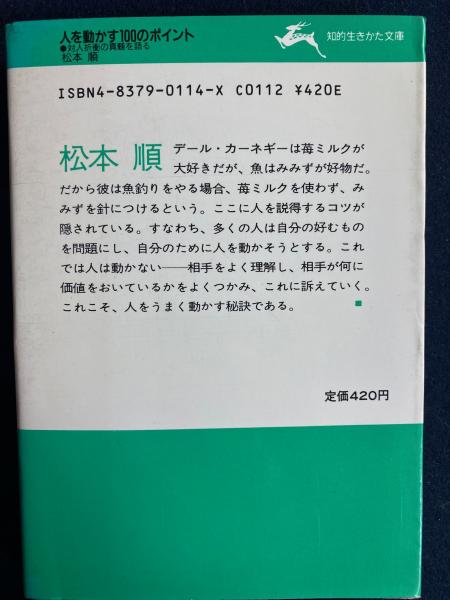 人を動かす100のポイント
●対人折衝の真髄を語る
松本 順
知的生きかた文庫
ISBN4-8379-0114-X C0112 ¥420E
松本 順
デール・カーネギーは苺ミルクが
大好きだが、魚はみみずが好物だ。
だから彼は魚釣りをやる場合、苺ミルクを使わず、み
みずを針につけるという。ここに人を説得するコツが
隠されている。すなわち、多くの人は自分の好むもの
を問題にし、自分のために人を動かそうとする。これ
では人は動かない——相手をよく理解し、相手が何に
価値をおいているかをよくつかみ、これに訴えていく。
これこそ、人をうまく動かす秘訣である。
定価420円